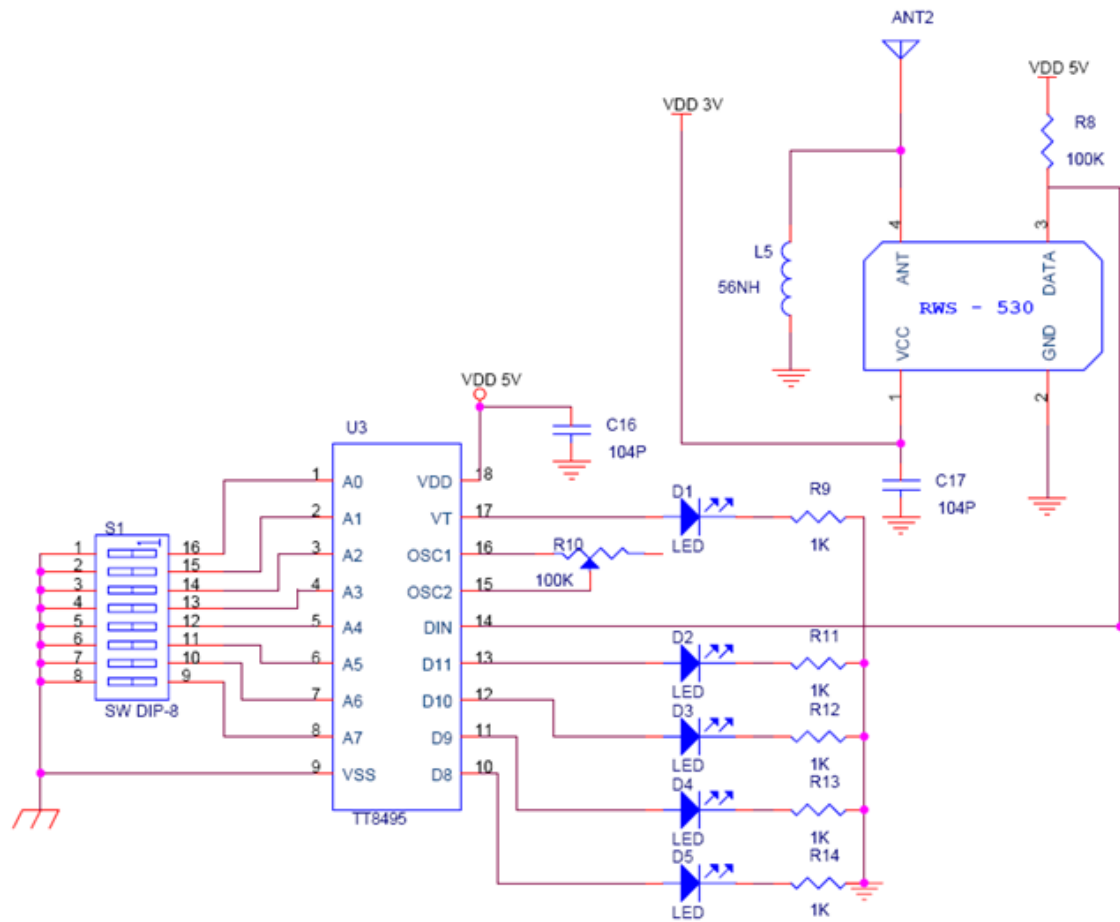 ANT2
VDD 5V
VDD 3V
R8
100K
4
3
L5
56NH
ANT
DATA
RWS - 530
VCC
GND
1
2
VDD 5V
C16
104P
C17
104P
U3
1 A0 VDD 18
2 A1 VT 17
3 A2 OSC1 16
4 A3 OSC2 15
5 A4 DIN 14
6 A5 D11 13
7 A6 D10 12
8 A7 D9 11
9 VSS D8 10
TT8495
S1
1 16
2 15
3 14
4 13
5 12
6 11
7 10
8 9
SW DIP-8
D1
LED
R9
1K
R10
100K
D2
LED
R11
1K
D3
LED
R12
1K
D4
LED
R13
1K
D5
LED
R14
1K